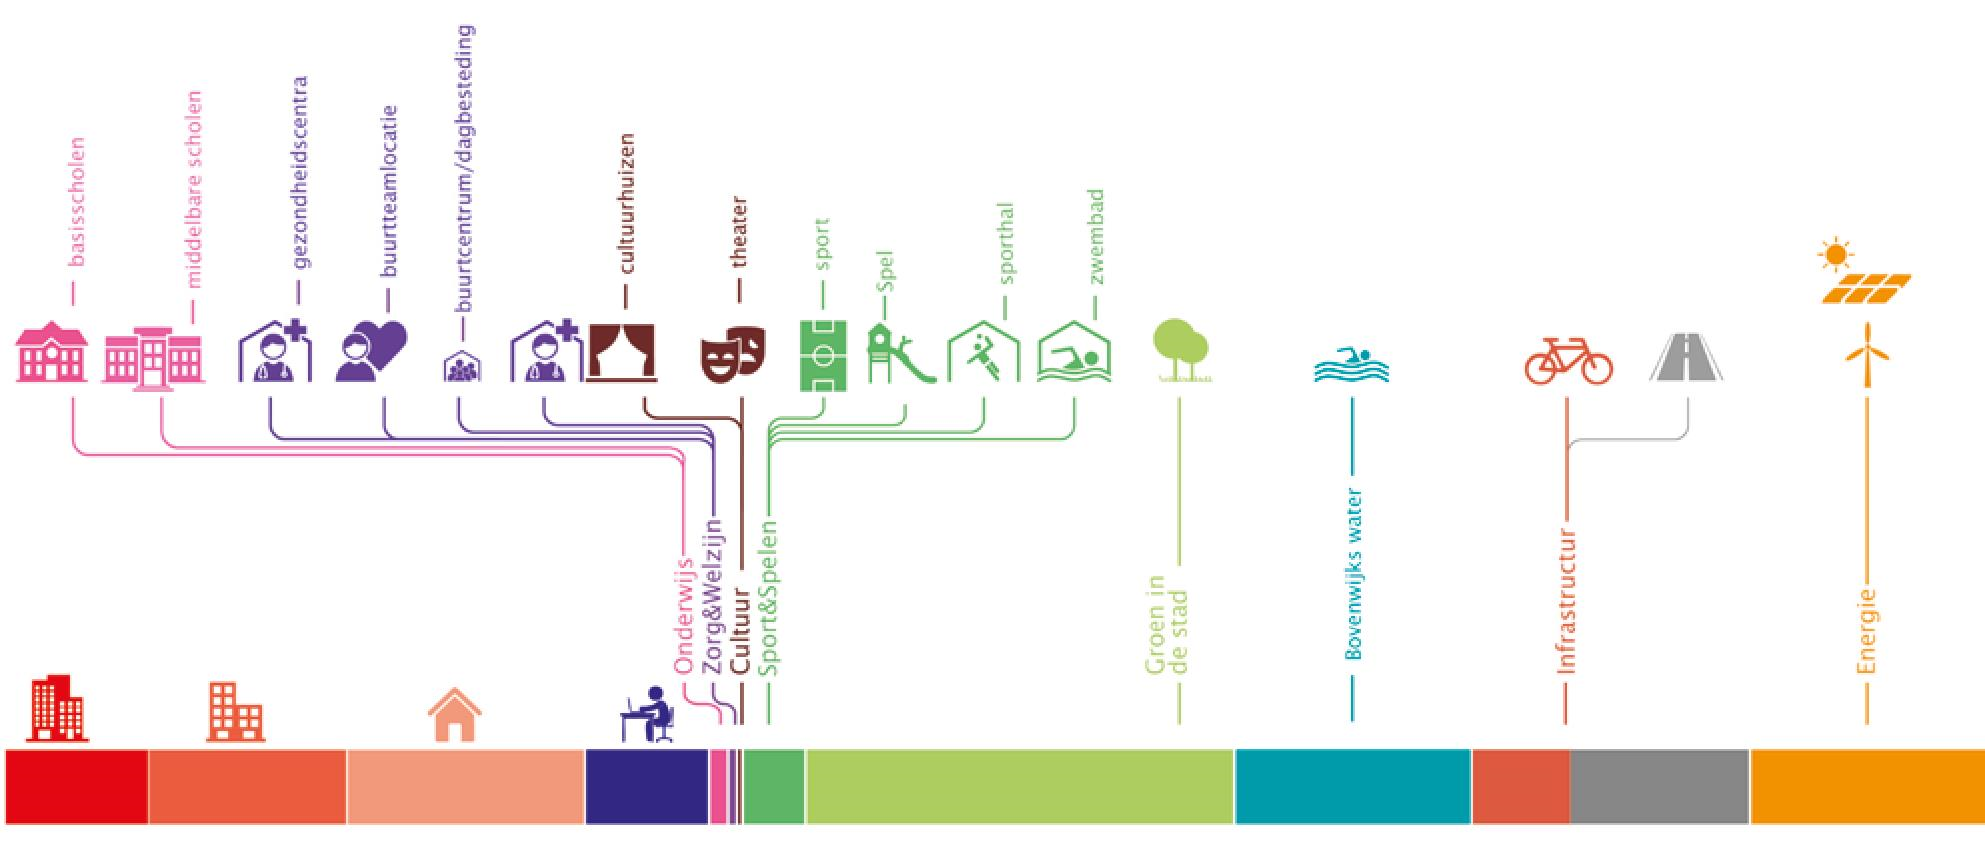 basisscholen
middelbare scholen
gezondheidscentra
buurtteamlocatie
buurtcentrum/dagbesteding
cultuurhuizen
theater
sport
Spel
sporthal
zwembad
Onderwijs
Zorg&Welzijn
Cultuur
Sport&Spelen
Groen in
de stad
Bovenwijks water
Infrastructuur
Energie